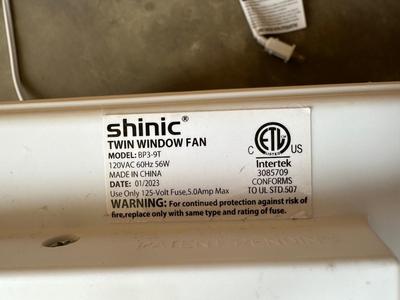 shinic®
TWIN WINDOW FAN
MODEL: BP3-9T
120VAC 60Hz 56W
MADE IN CHINA
DATE: 01/2023
Use Only 125-Volt Fuse,5.0Amp Max
WARNING: For continued protection against risk of
fire,replace only with same type and rating of fuse.
C ETL US
LISTED
Intertek
3085709
CONFORMS
TO UL STD.507